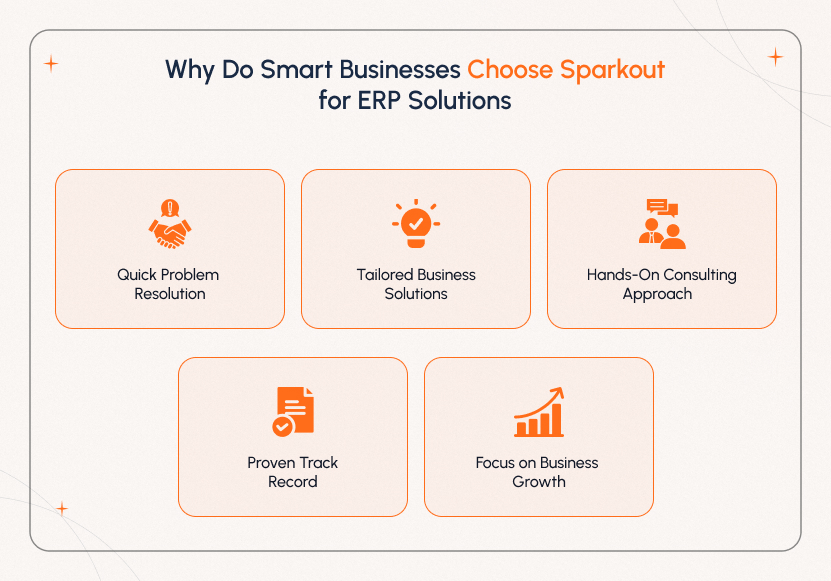 Why Do Smart Businesses Choose Sparkout
for ERP Solutions
Quick Problem
Resolution
Tailored Business
Solutions
Hands-On Consulting
Approach
Proven Track
Record
Focus on Business
Growth